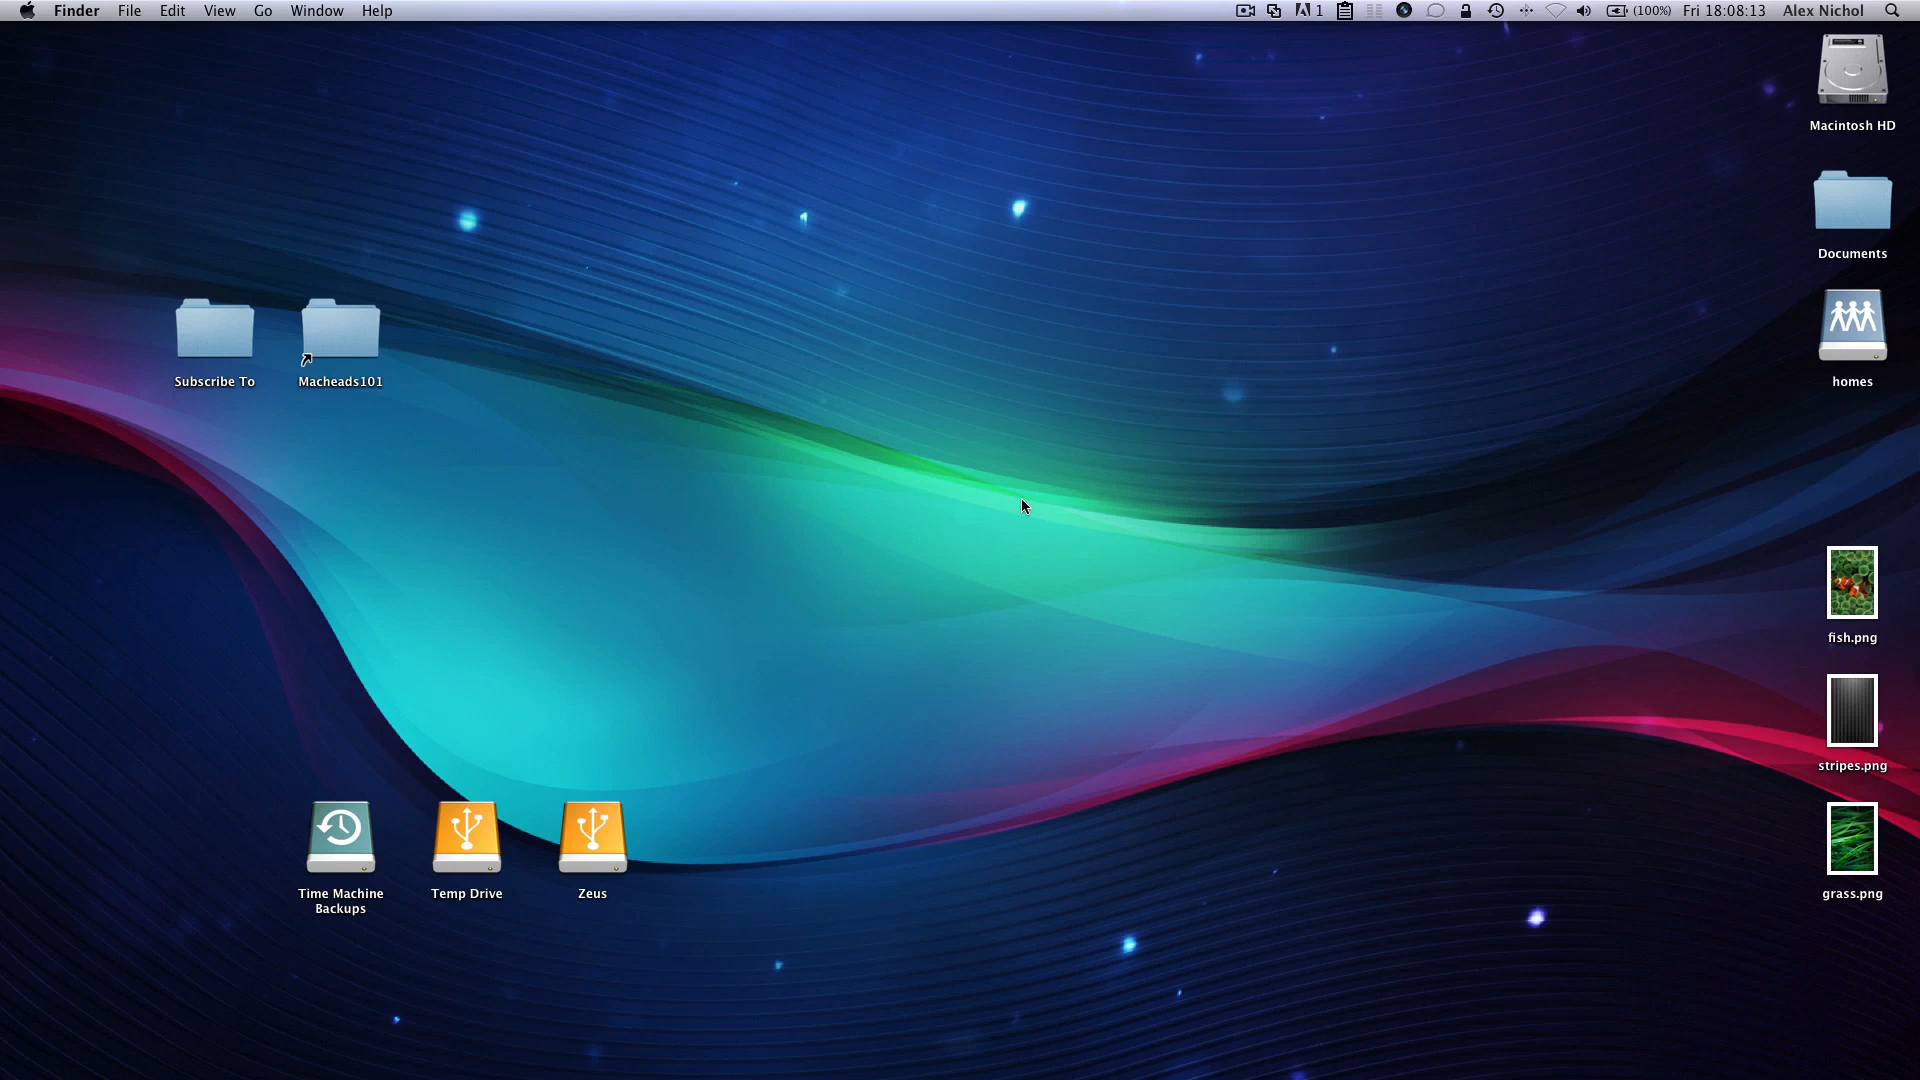 Finder File Edit View Go Window Help 1 (100%) Fri 18:08:13 Alex Nichol
Macintosh HD
Documents
Subscribe To Macheads101 homes
fish.png
stripes.png
Time Machine Backups Temp Drive Zeus grass.png